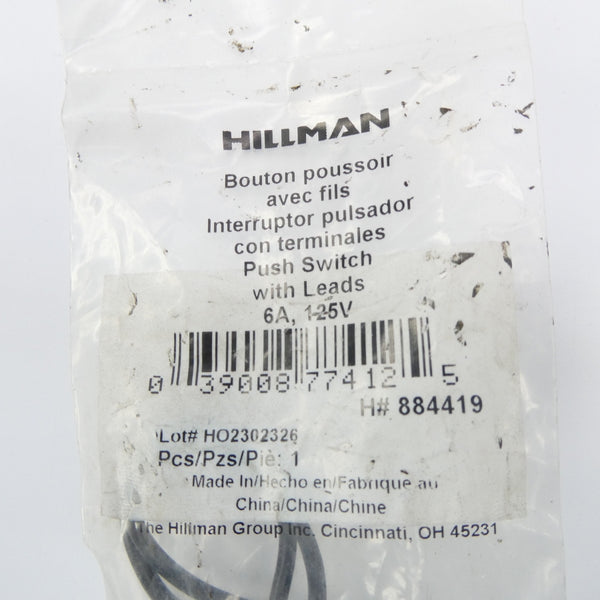 HILLMAN
Bouton poussoir
avec fils
Interruptor pulsador
con terminales
Push Switch
with Leads
6A, 125V
0 39008 77412 5
H# 884419
Lot# HO2302326
Pcs/Pzs/Piè: 1
Made In/Hecho en/Fabriqué au
China/China/Chine
The Hillman Group Inc. Cincinnati, OH 45231